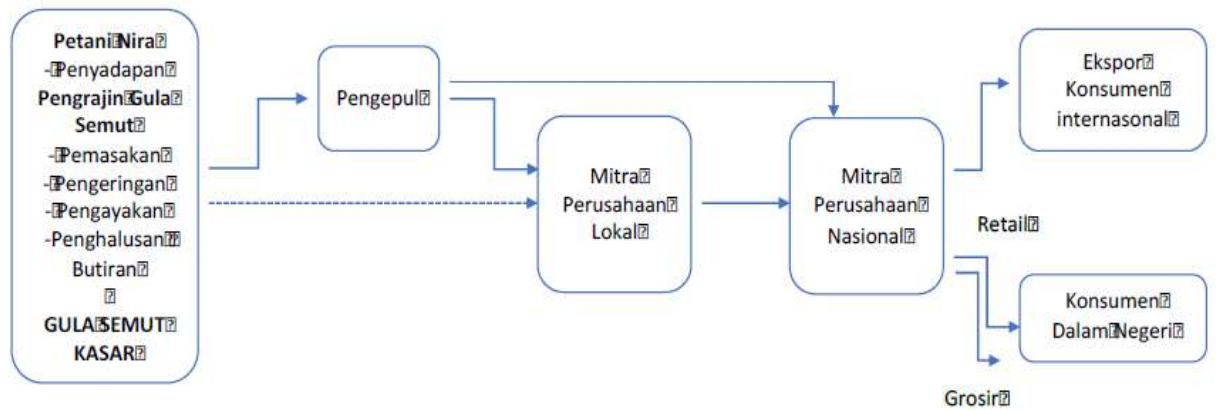 Petani Nira
- Penyadapan
Pengrajin Gula
Semut
- Pemasakan
- Pengeringan
- Pengayakan
-Penghalusan
Butiran
GULA SEMUT
KASAR
Pengepul
Mitra
Perusahaan
Lokal
Mitra
Perusahaan
Nasional
Ekspor
Konsumen
internasonal
Retail
Konsumen
Dalam Negeri
Grosir